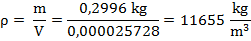 ρ = m/V = 0,2996 kg/0,000025728 = 11655 kg/m³